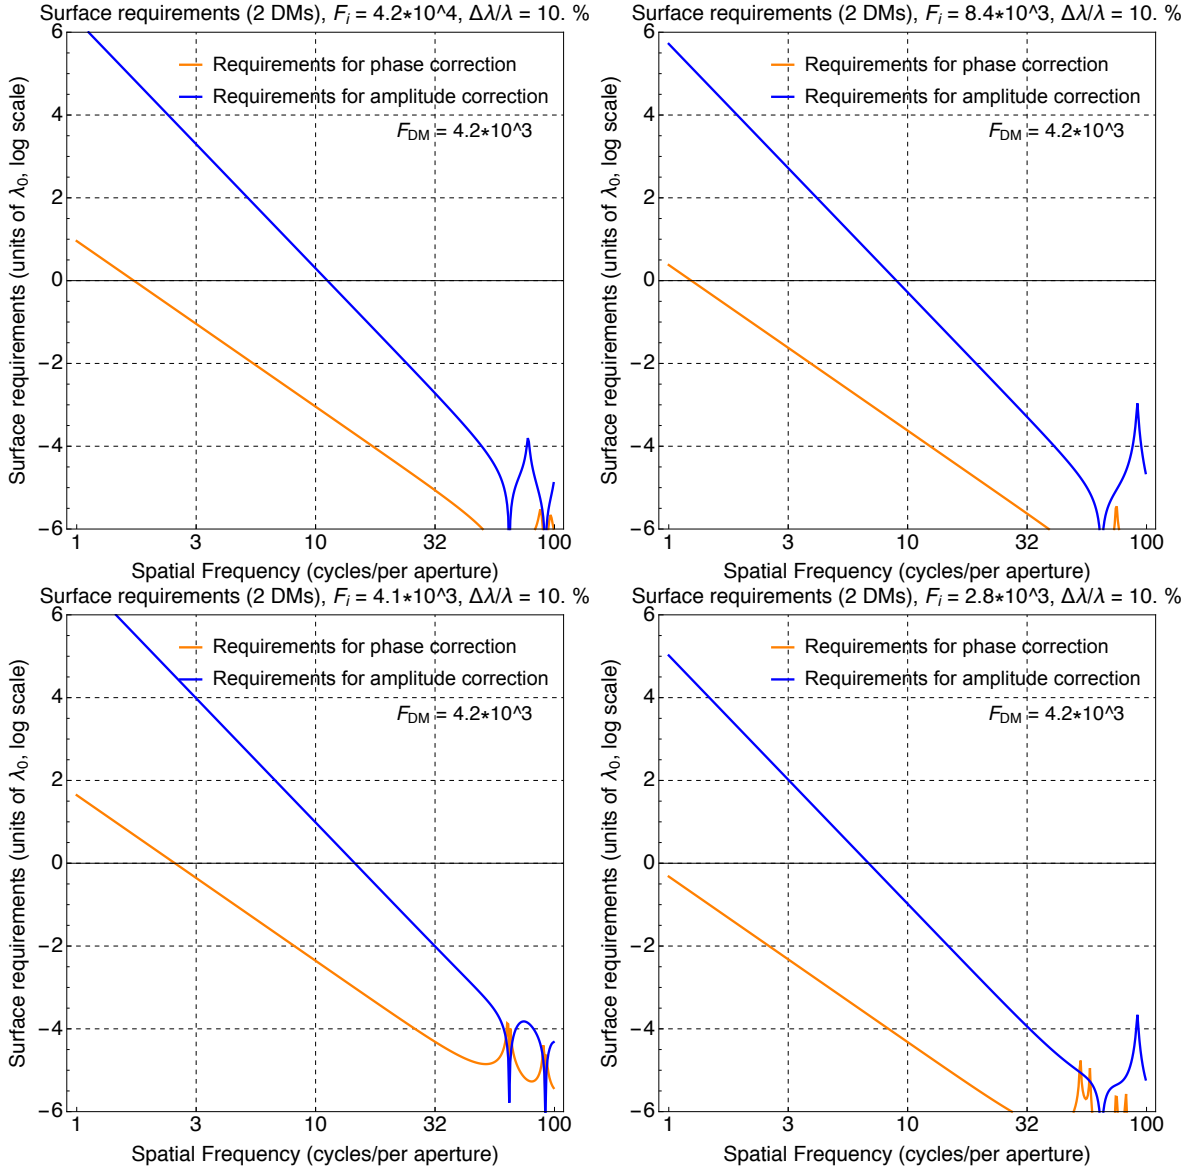 Surface requirements (2 DMs), F_i = 4.2*10^4, Δλ/λ = 10. %
Surface requirements (units of λ₀, log scale)
6
4
2
0
−2
−4
−6
Requirements for phase correction
Requirements for amplitude correction
F_DM = 4.2*10^3
1
3
10
32
100
Spatial Frequency (cycles/per aperture)
Surface requirements (2 DMs), F_i = 8.4*10^3, Δλ/λ = 10. %
Surface requirements (units of λ₀, log scale)
6
4
2
0
−2
−4
−6
Requirements for phase correction
Requirements for amplitude correction
F_DM = 4.2*10^3
1
3
10
32
100
Spatial Frequency (cycles/per aperture)
Surface requirements (2 DMs), F_i = 4.1*10^3, Δλ/λ = 10. %
Surface requirements (units of λ₀, log scale)
6
4
2
0
−2
−4
−6
Requirements for phase correction
Requirements for amplitude correction
F_DM = 4.2*10^3
1
3
10
32
100
Spatial Frequency (cycles/per aperture)
Surface requirements (2 DMs), F_i = 2.8*10^3, Δλ/λ = 10. %
Surface requirements (units of λ₀, log scale)
6
4
2
0
−2
−4
−6
Requirements for phase correction
Requirements for amplitude correction
F_DM = 4.2*10^3
1
3
10
32
100
Spatial Frequency (cycles/per aperture)